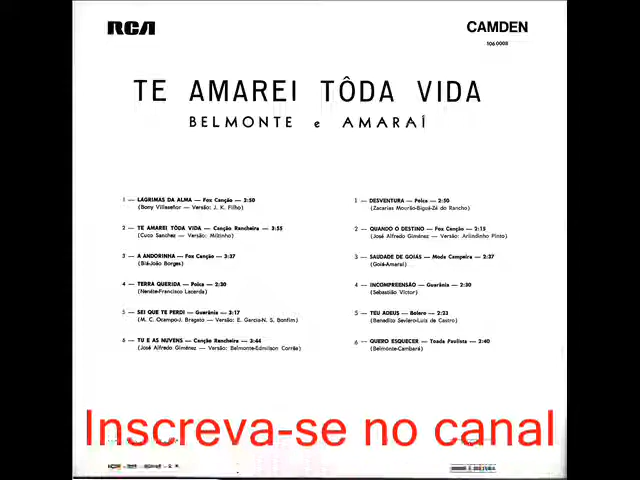 RCA
CAMDEN
106 0008
TE AMAREI TÔDA VIDA
BELMONTE e AMARAÍ
1 — LAGRIMAS DA ALMA — Fox Canção — 3:50
(Bony Villaseñor — Versão: J. K. Filho)
2 — TE AMAREI TÔDA VIDA — Canção Rancheira — 3:55
(Cuco Sanchez — Versão: Miltinho)
3 — A ANDORINHA — Fox Canção — 3:37
(Blá-João Borges)
4 — TERRA QUERIDA — Polca — 2:30
(Nenête-Francisco Lacerda)
5 — SEI QUE TE PERDI — Guarânia — 3:17
(M. C. Ocampo-J. Bragato — Versão: E. Garcia-N. S. Bonfim)
6 — TU E AS NUVENS — Canção Rancheira — 3:44
(José Alfredo Giménez — Versão: Belmonte-Edmilson Corrêa)
1 — DESVENTURA — Polca — 2:50
(Zacarias Mourão-Biguá-Zé do Rancho)
2 — QUANDO O DESTINO — Fox Canção — 2:15
(José Alfredo Giménez — Versão: Arlindinho Pinto)
3 — SAUDADE DE GOIÁS — Moda Campeira — 2:37
(Goiá-Amaraí)
4 — INCOMPREENSÃO — Guarânia — 2:30
(Sebastião Victor)
5 — TEU ADEUS — Bolero — 2:23
(Benedito Seviero-Luiz de Castro)
6 — QUERO ESQUECER — Toada Paulista — 2:40
(Belmonte-Cambará)
Inscreva-se no canal